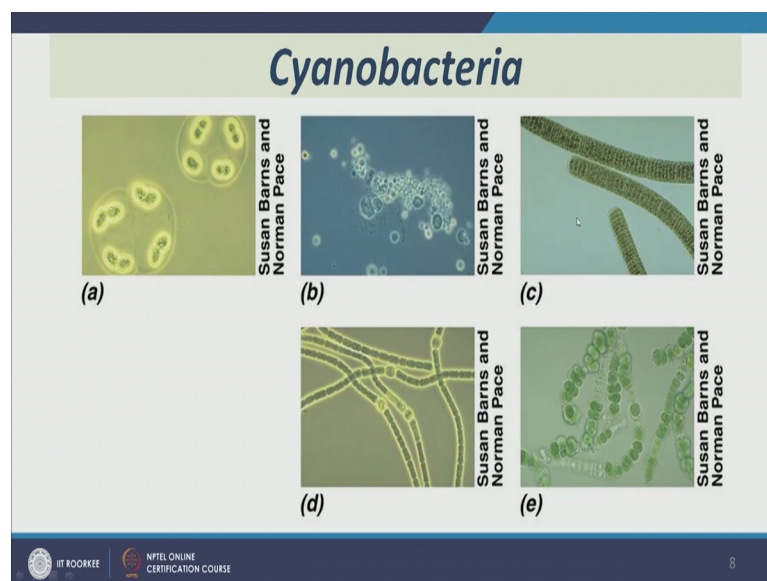 Cyanobacteria
Susan Barns and
Norman Pace
(a)
Susan Barns and
Norman Pace
(b)
Susan Barns and
Norman Pace
(c)
Susan Barns and
Norman Pace
(d)
Susan Barns and
Norman Pace
(e)
IIT ROORKEE
NPTEL ONLINE
CERTIFICATION COURSE
8